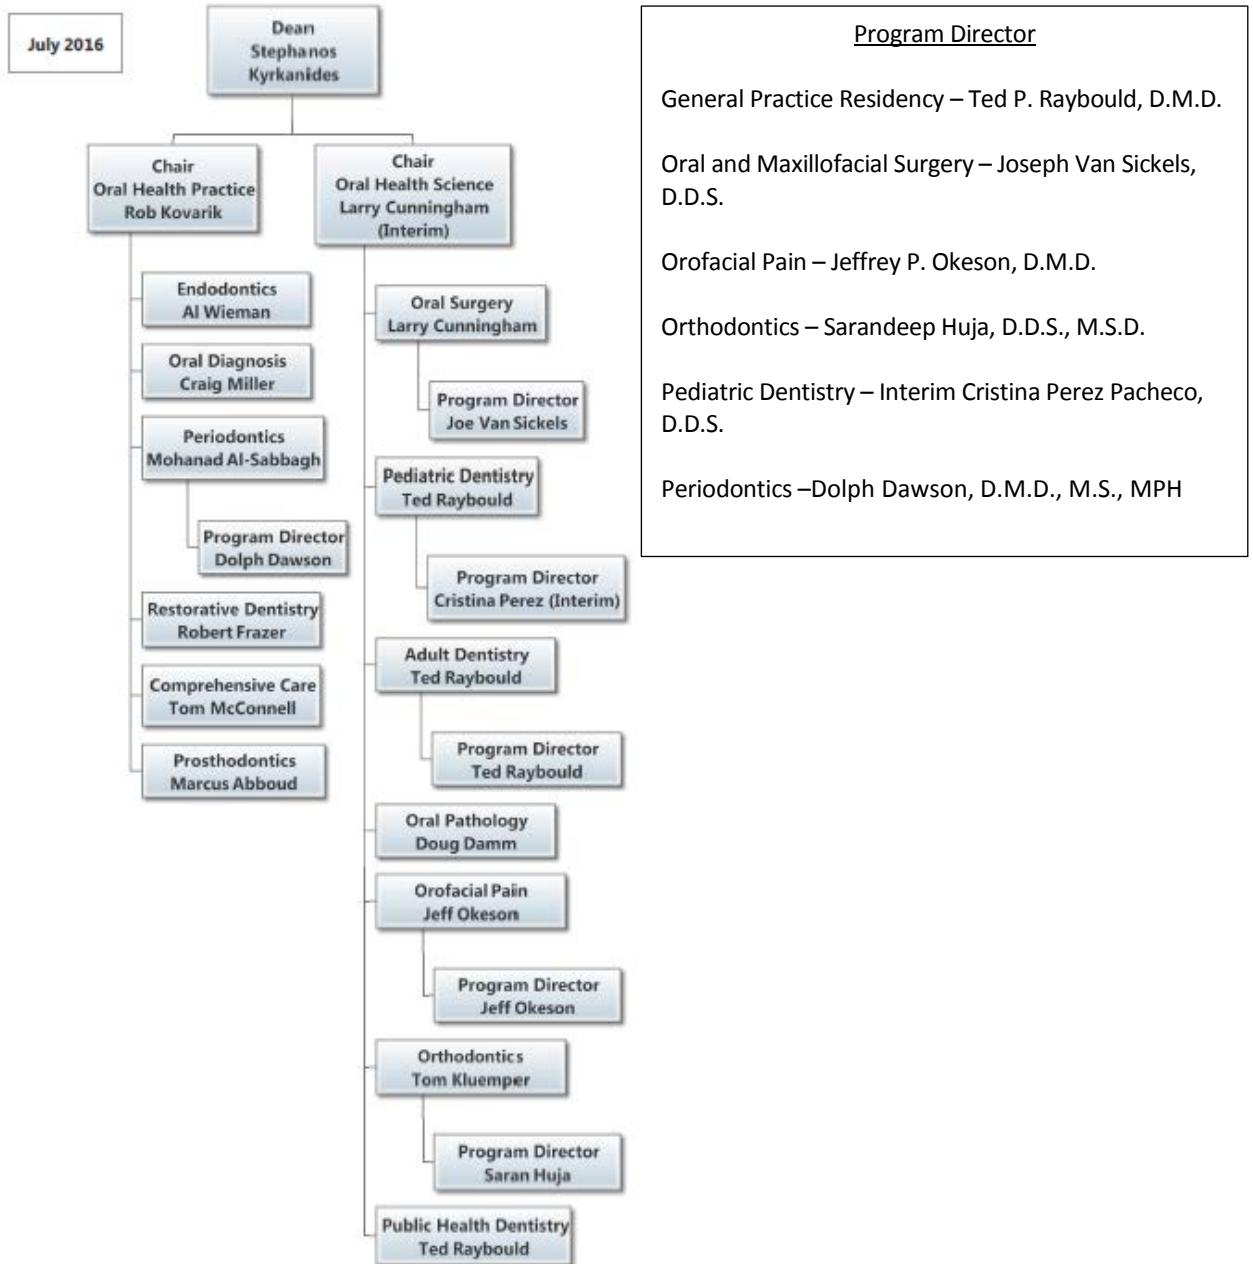 July 2016
Dean
Stephanos
Kyrkanides
Chair
Oral Health Practice
Rob Kovarik
Endodontics
Al Wieman
Oral Diagnosis
Craig Miller
Periodontics
Mohanad Al-Sabbagh
Program Director
Dolph Dawson
Restorative Dentistry
Robert Frazer
Comprehensive Care
Tom McConnell
Prosthodontics
Marcus Abboud
Chair
Oral Health Science
Larry Cunningham
(Interim)
Oral Surgery
Larry Cunningham
Program Director
Joe Van Sickels
Pediatric Dentistry
Ted Raybould
Program Director
Cristina Perez (Interim)
Adult Dentistry
Ted Raybould
Program Director
Ted Raybould
Oral Pathology
Doug Damm
Orofacial Pain
Jeff Okeson
Program Director
Jeff Okeson
Orthodontics
Tom Kluemper
Program Director
Saran Huja
Public Health Dentistry
Ted Raybould
Program Director
General Practice Residency – Ted P. Raybould, D.M.D.
Oral and Maxillofacial Surgery – Joseph Van Sickels,
D.D.S.
Orofacial Pain – Jeffrey P. Okeson, D.M.D.
Orthodontics – Sarandeep Huja, D.D.S., M.S.D.
Pediatric Dentistry – Interim Cristina Perez Pacheco,
D.D.S.
Periodontics –Dolph Dawson, D.M.D., M.S., MPH